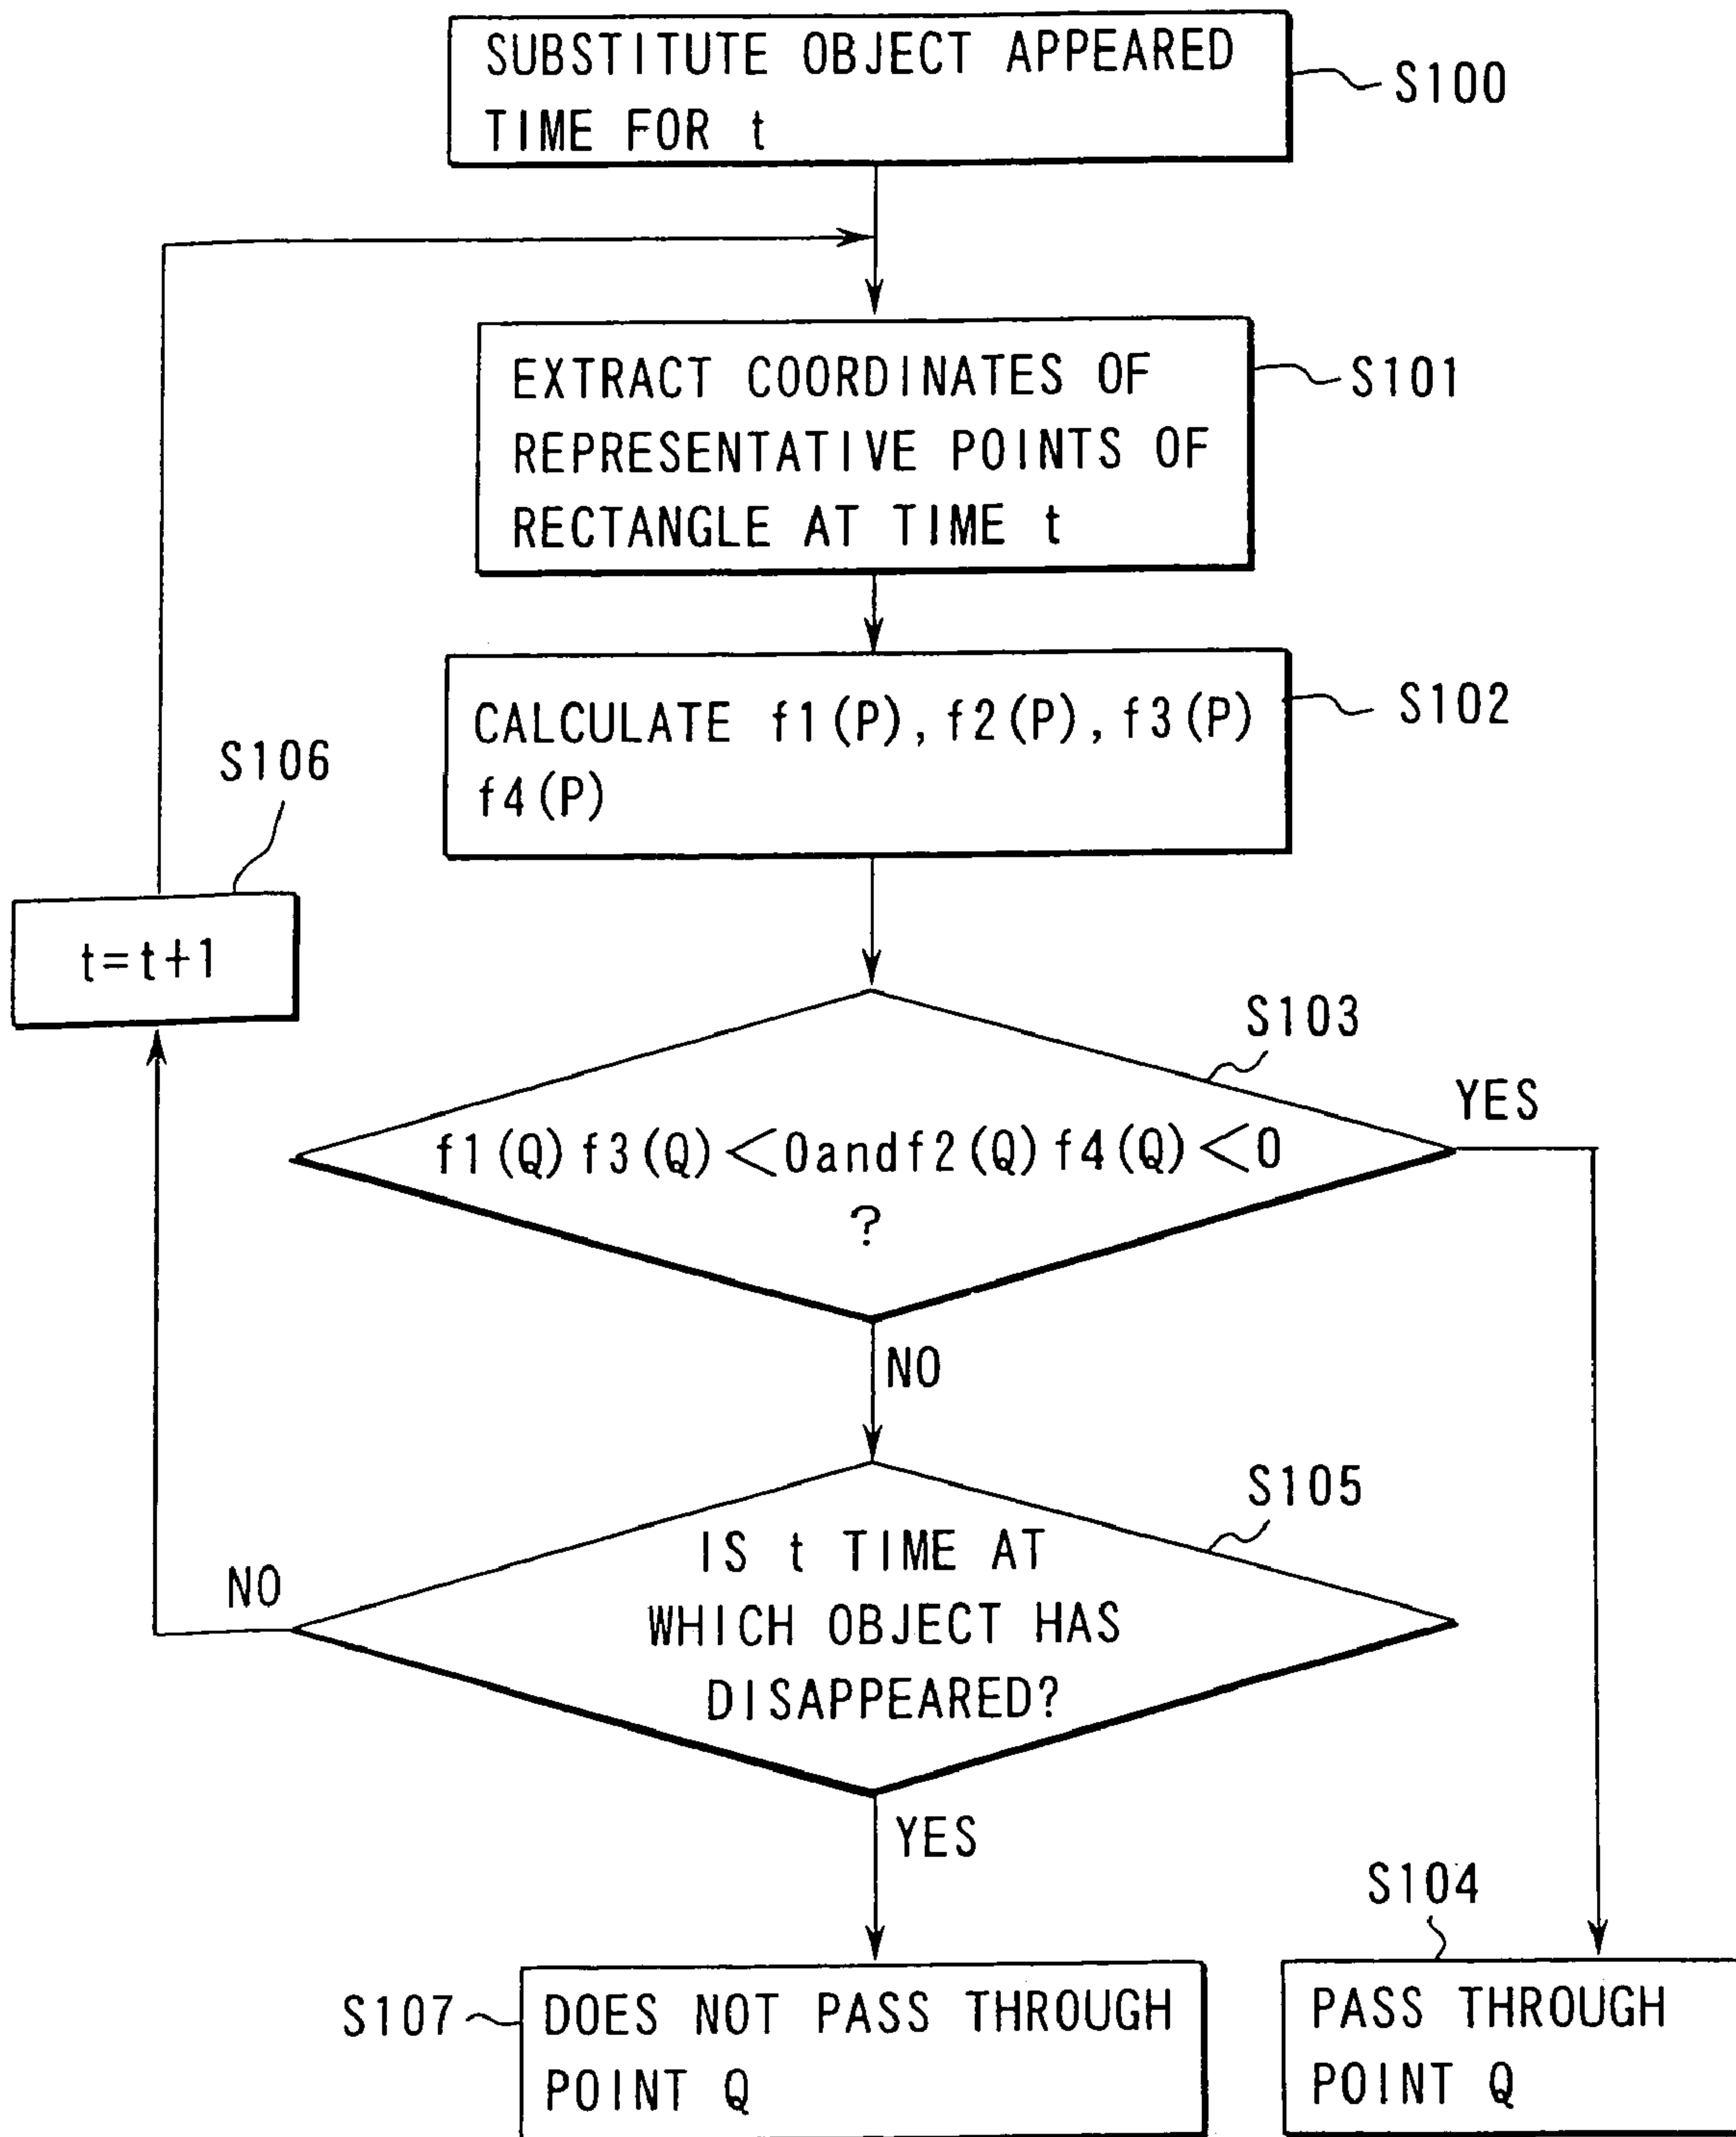 SUBSTITUTE OBJECT APPEARED
TIME FOR t
S100
EXTRACT COORDINATES OF
REPRESENTATIVE POINTS OF
RECTANGLE AT TIME t
S101
CALCULATE f1(P), f2(P), f3(P)
f4(P)
S102
S106
t=t+1
S103
f1(Q)f3(Q)<0andf2(Q)f4(Q)<0
?
YES
NO
S105
IS t TIME AT
WHICH OBJECT HAS
DISAPPEARED?
NO
YES
S104
S107
DOES NOT PASS THROUGH
POINT Q
PASS THROUGH
POINT Q